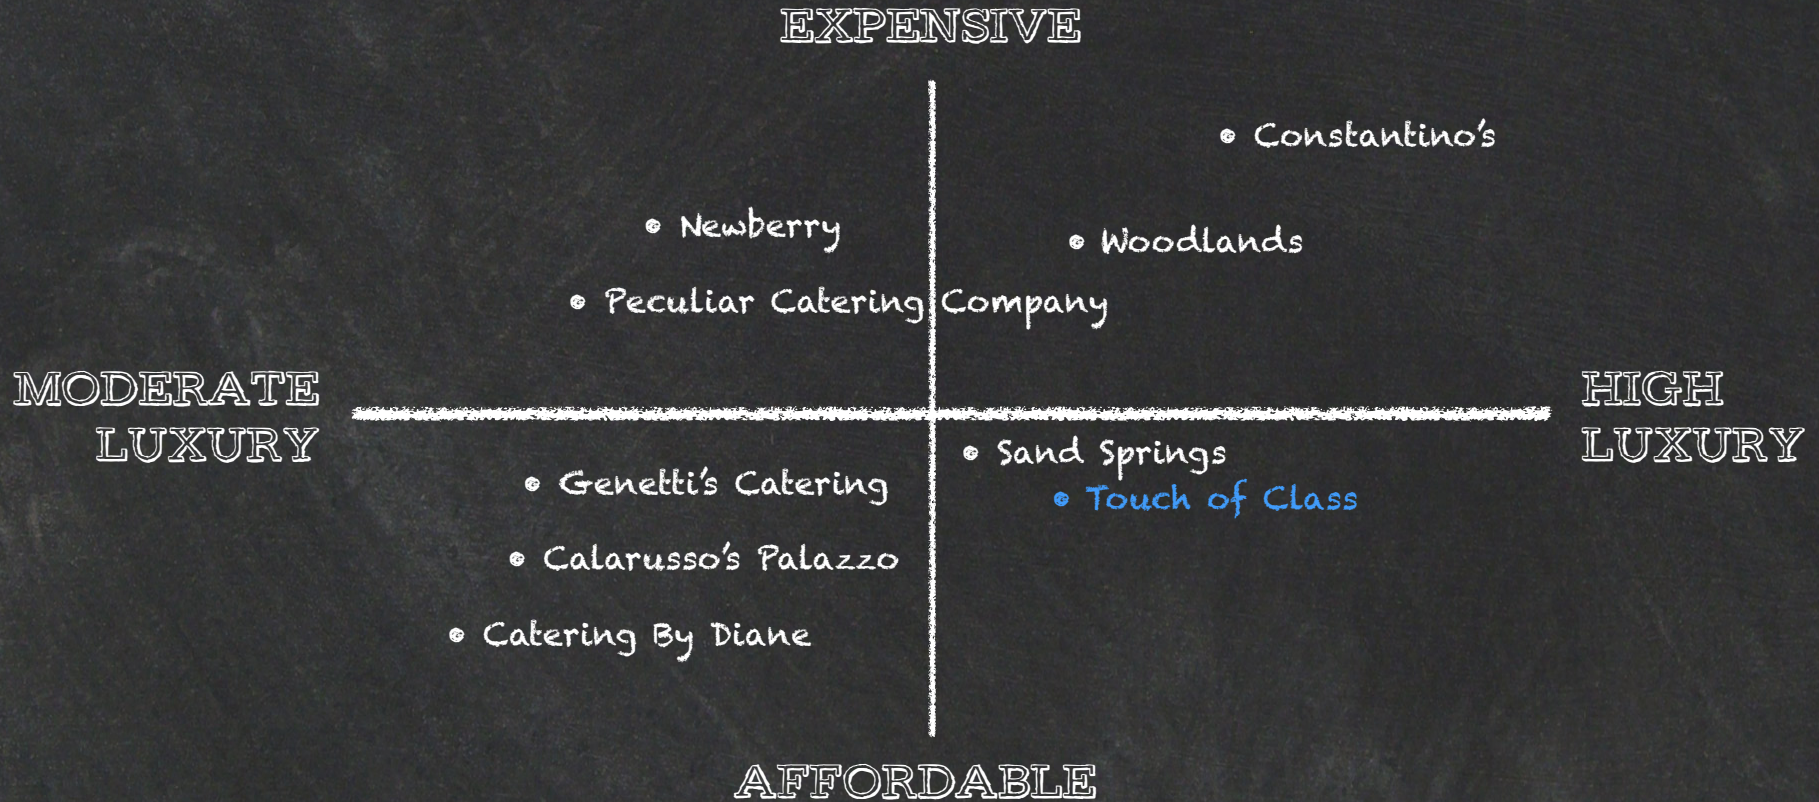 EXPENSIVE
Constantino's
Newberry
Woodlands
Peculiar Catering Company
MODERATE
LUXURY
HIGH
LUXURY
Sand Springs
Genetti's Catering
Touch of Class
Calarusso's Palazzo
Catering By Diane
AFFORDABLE